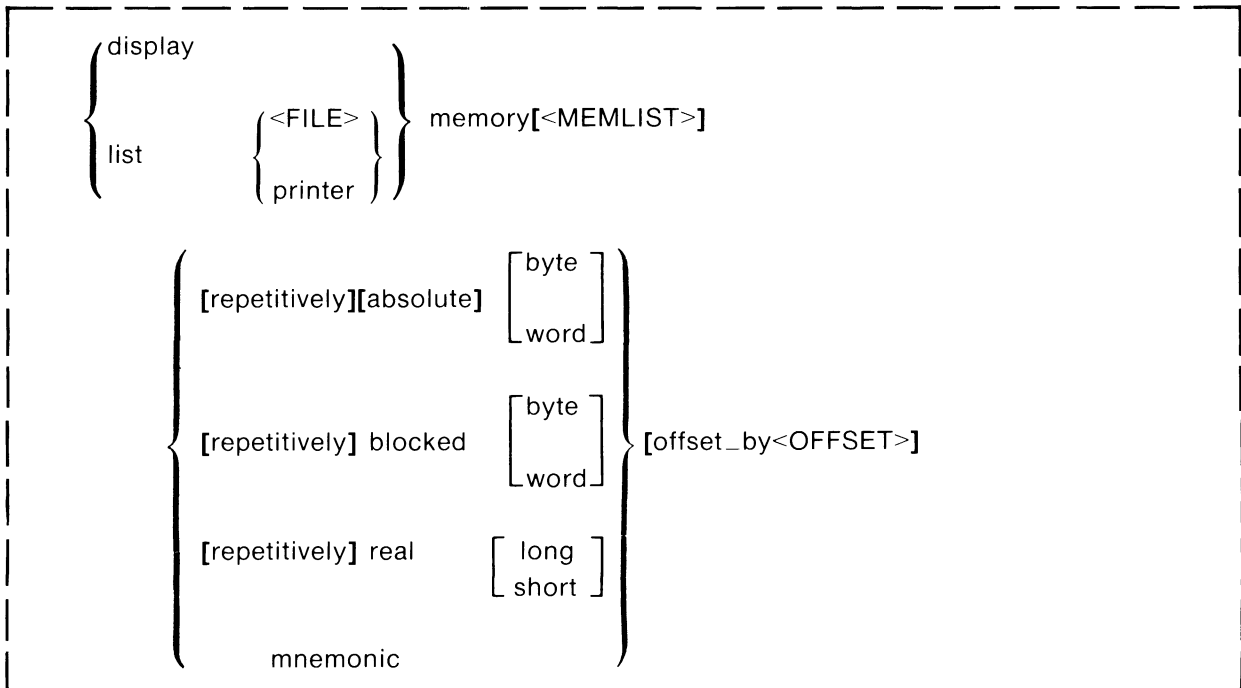 display
<FILE>
memory[<MEMLIST>]
list
printer
byte
[repetitively][absolute]
word
byte
[repetitively] blocked
[offset_by<OFFSET>]
word
[repetitively] real
long
short
mnemonic